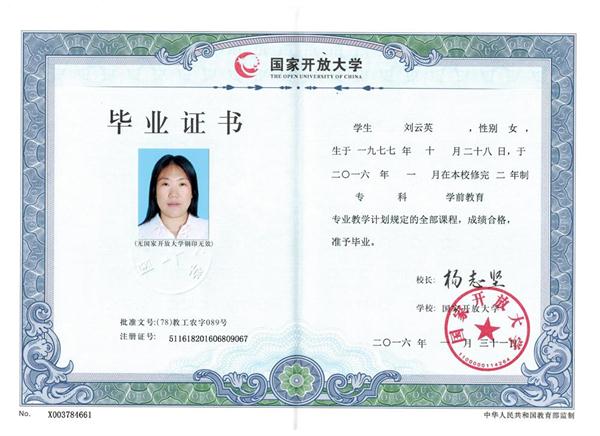 国家开放大学
THE OPEN UNIVERSITY OF CHINA
毕业证书
(无国家开放大学钢印无效)
批准文号:(78)教工农字089号
注册证号: 511618201606809067
学生 刘云英 ,性别 女,
生于一九七七年 十 月二十八日,于
二〇一六 年 一 月在本校修完 二 年制
专 科 学前教育
专业教学计划规定的全部课程，成绩合格，
准予毕业。
校长: 杨志坚
学校: 国家开放大学
国家开放大学
1100000114284
二〇一六 年 一 月 三十一日
No. X003784661
中华人民共和国教育部监制